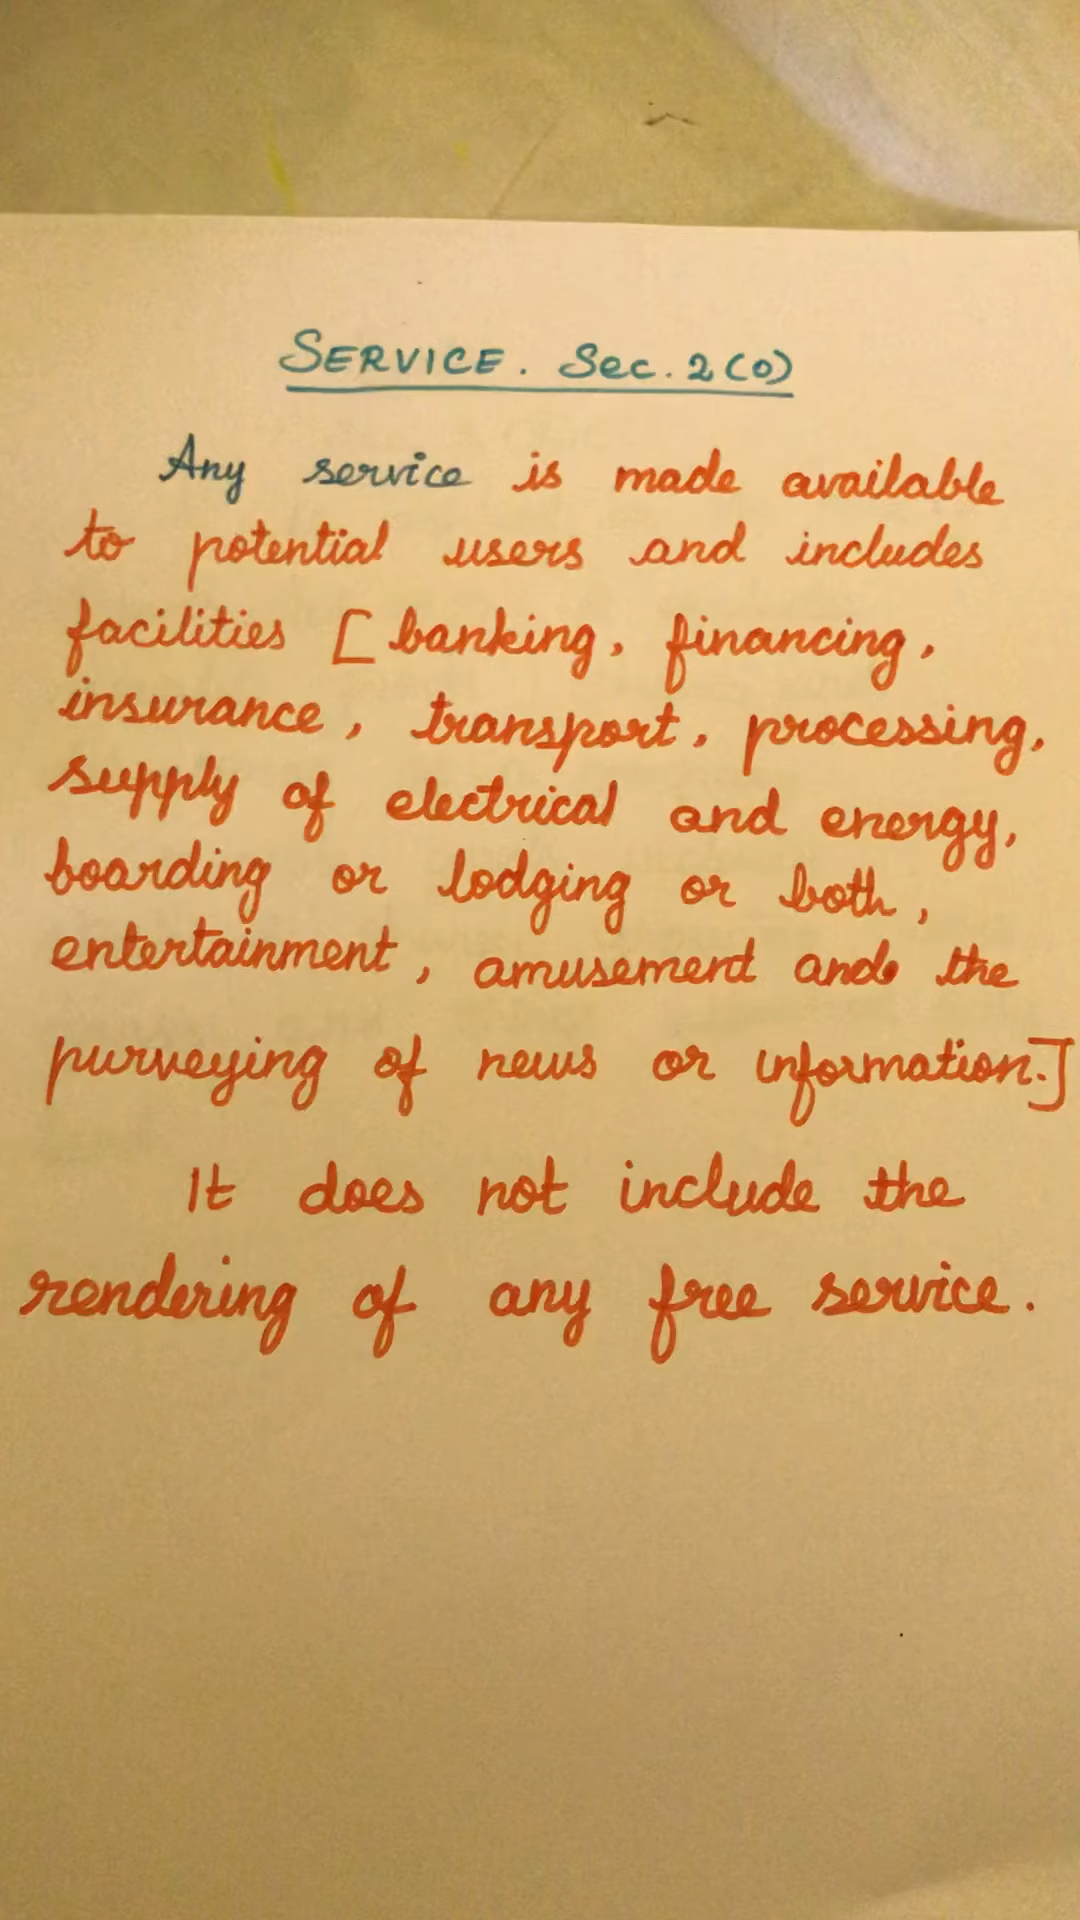 SERVICE. Sec. 2(0)
Any service is made available
to potential users and includes
facilities [banking, financing,
insurance, transport, processing,
supply of electrical and energy,
boarding or lodging or both,
entertainment, amusement and the
purveying of news or information.]
It does not include the
rendering of any free service.